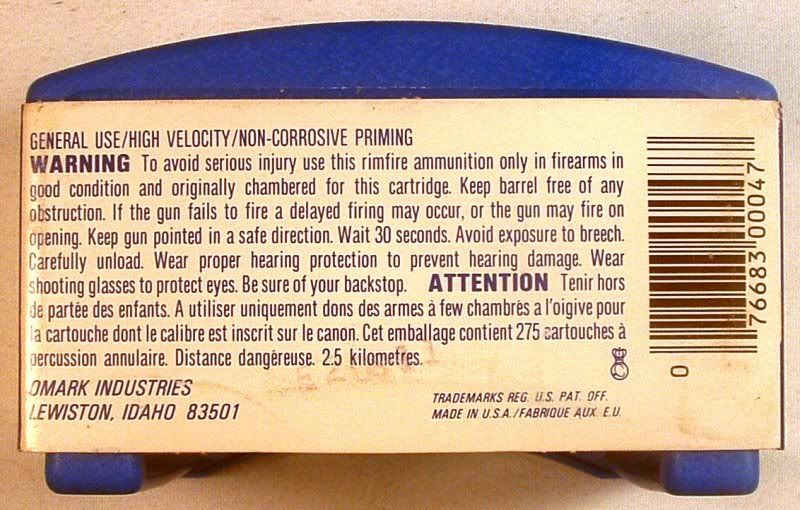 GENERAL USE/HIGH VELOCITY/NON-CORROSIVE PRIMING
WARNING To avoid serious injury use this rimfire ammunition only in firearms in
good condition and originally chambered for this cartridge. Keep barrel free of any
obstruction. If the gun fails to fire a delayed firing may occur, or the gun may fire on
opening. Keep gun pointed in a safe direction. Wait 30 seconds. Avoid exposure to breech.
Carefully unload. Wear proper hearing protection to prevent hearing damage. Wear
shooting glasses to protect eyes. Be sure of your backstop. ATTENTION Tenir hors
de partée des enfants. A utiliser uniquement dons des armes à few chambrès a l'oigive pour
la cartouche dont le calibre est inscrit sur le canon. Cet emballage contient 275 cartouches à
percussion annulaire. Distance dangéreuse. 2.5 kilometres.
OMARK INDUSTRIES
LEWISTON, IDAHO 83501
TRADEMARKS REG. U.S. PAT. OFF.
MADE IN U.S.A./FABRIQUE AUX. E.U.
0 76683 00047